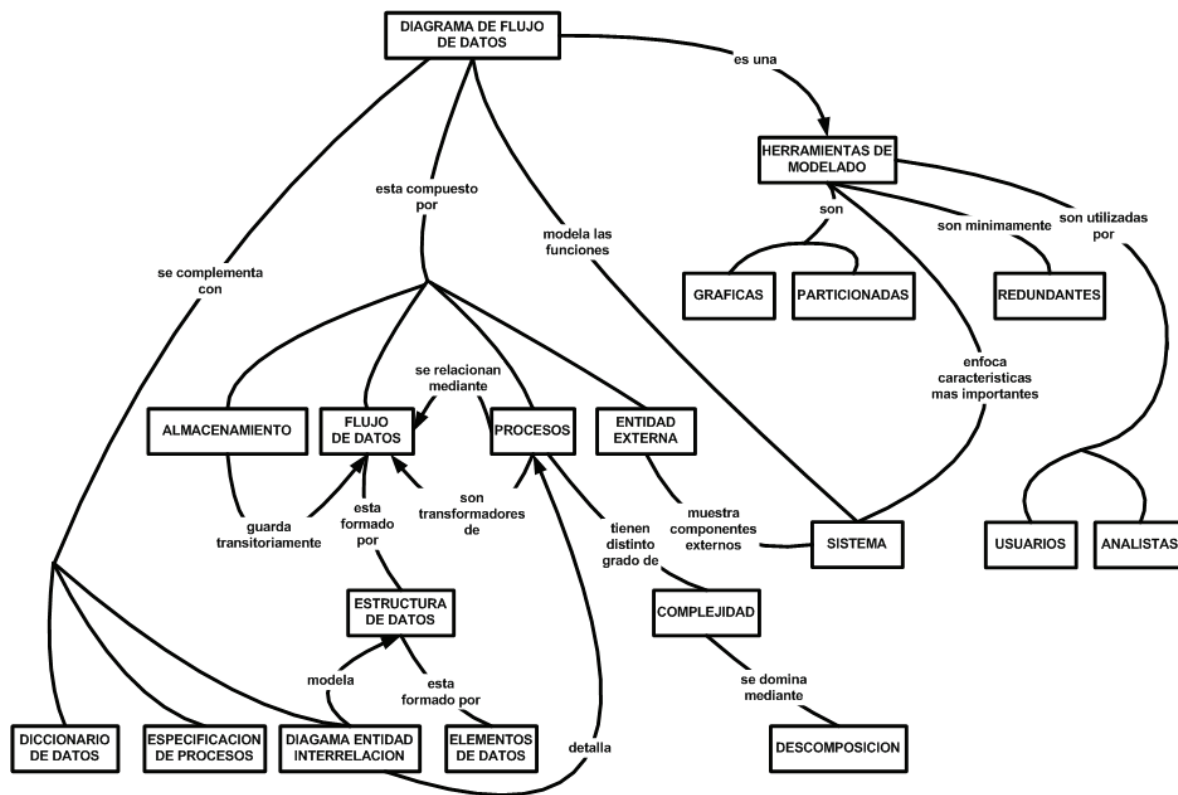 DIAGRAMA DE FLUJO
DE DATOS
es una
HERRAMIENTAS DE
MODELADO
esta compuesto
por
son
son minimamente
son utilizadas
por
modela las
funciones
se complementa
con
GRAFICAS
PARTICIONADAS
REDUNDANTES
se relacionan
mediante
enfoca
caracteristicas
mas importantes
ALMACENAMIENTO
FLUJO
DE DATOS
PROCESOS
ENTIDAD
EXTERNA
guarda
transitoriamente
esta
formado
por
son
transformadores
de
tienen
distinto
grado de
muestra
componentes
externos
SISTEMA
USUARIOS
ANALISTAS
ESTRUCTURA
DE DATOS
COMPLEJIDAD
modela
esta
formado por
se domina
mediante
DICCIONARIO
DE DATOS
ESPECIFICACION
DE PROCESOS
DIAGAMA ENTIDAD
INTERRELACION
ELEMENTOS
DE DATOS
detalla
DESCOMPOSICION